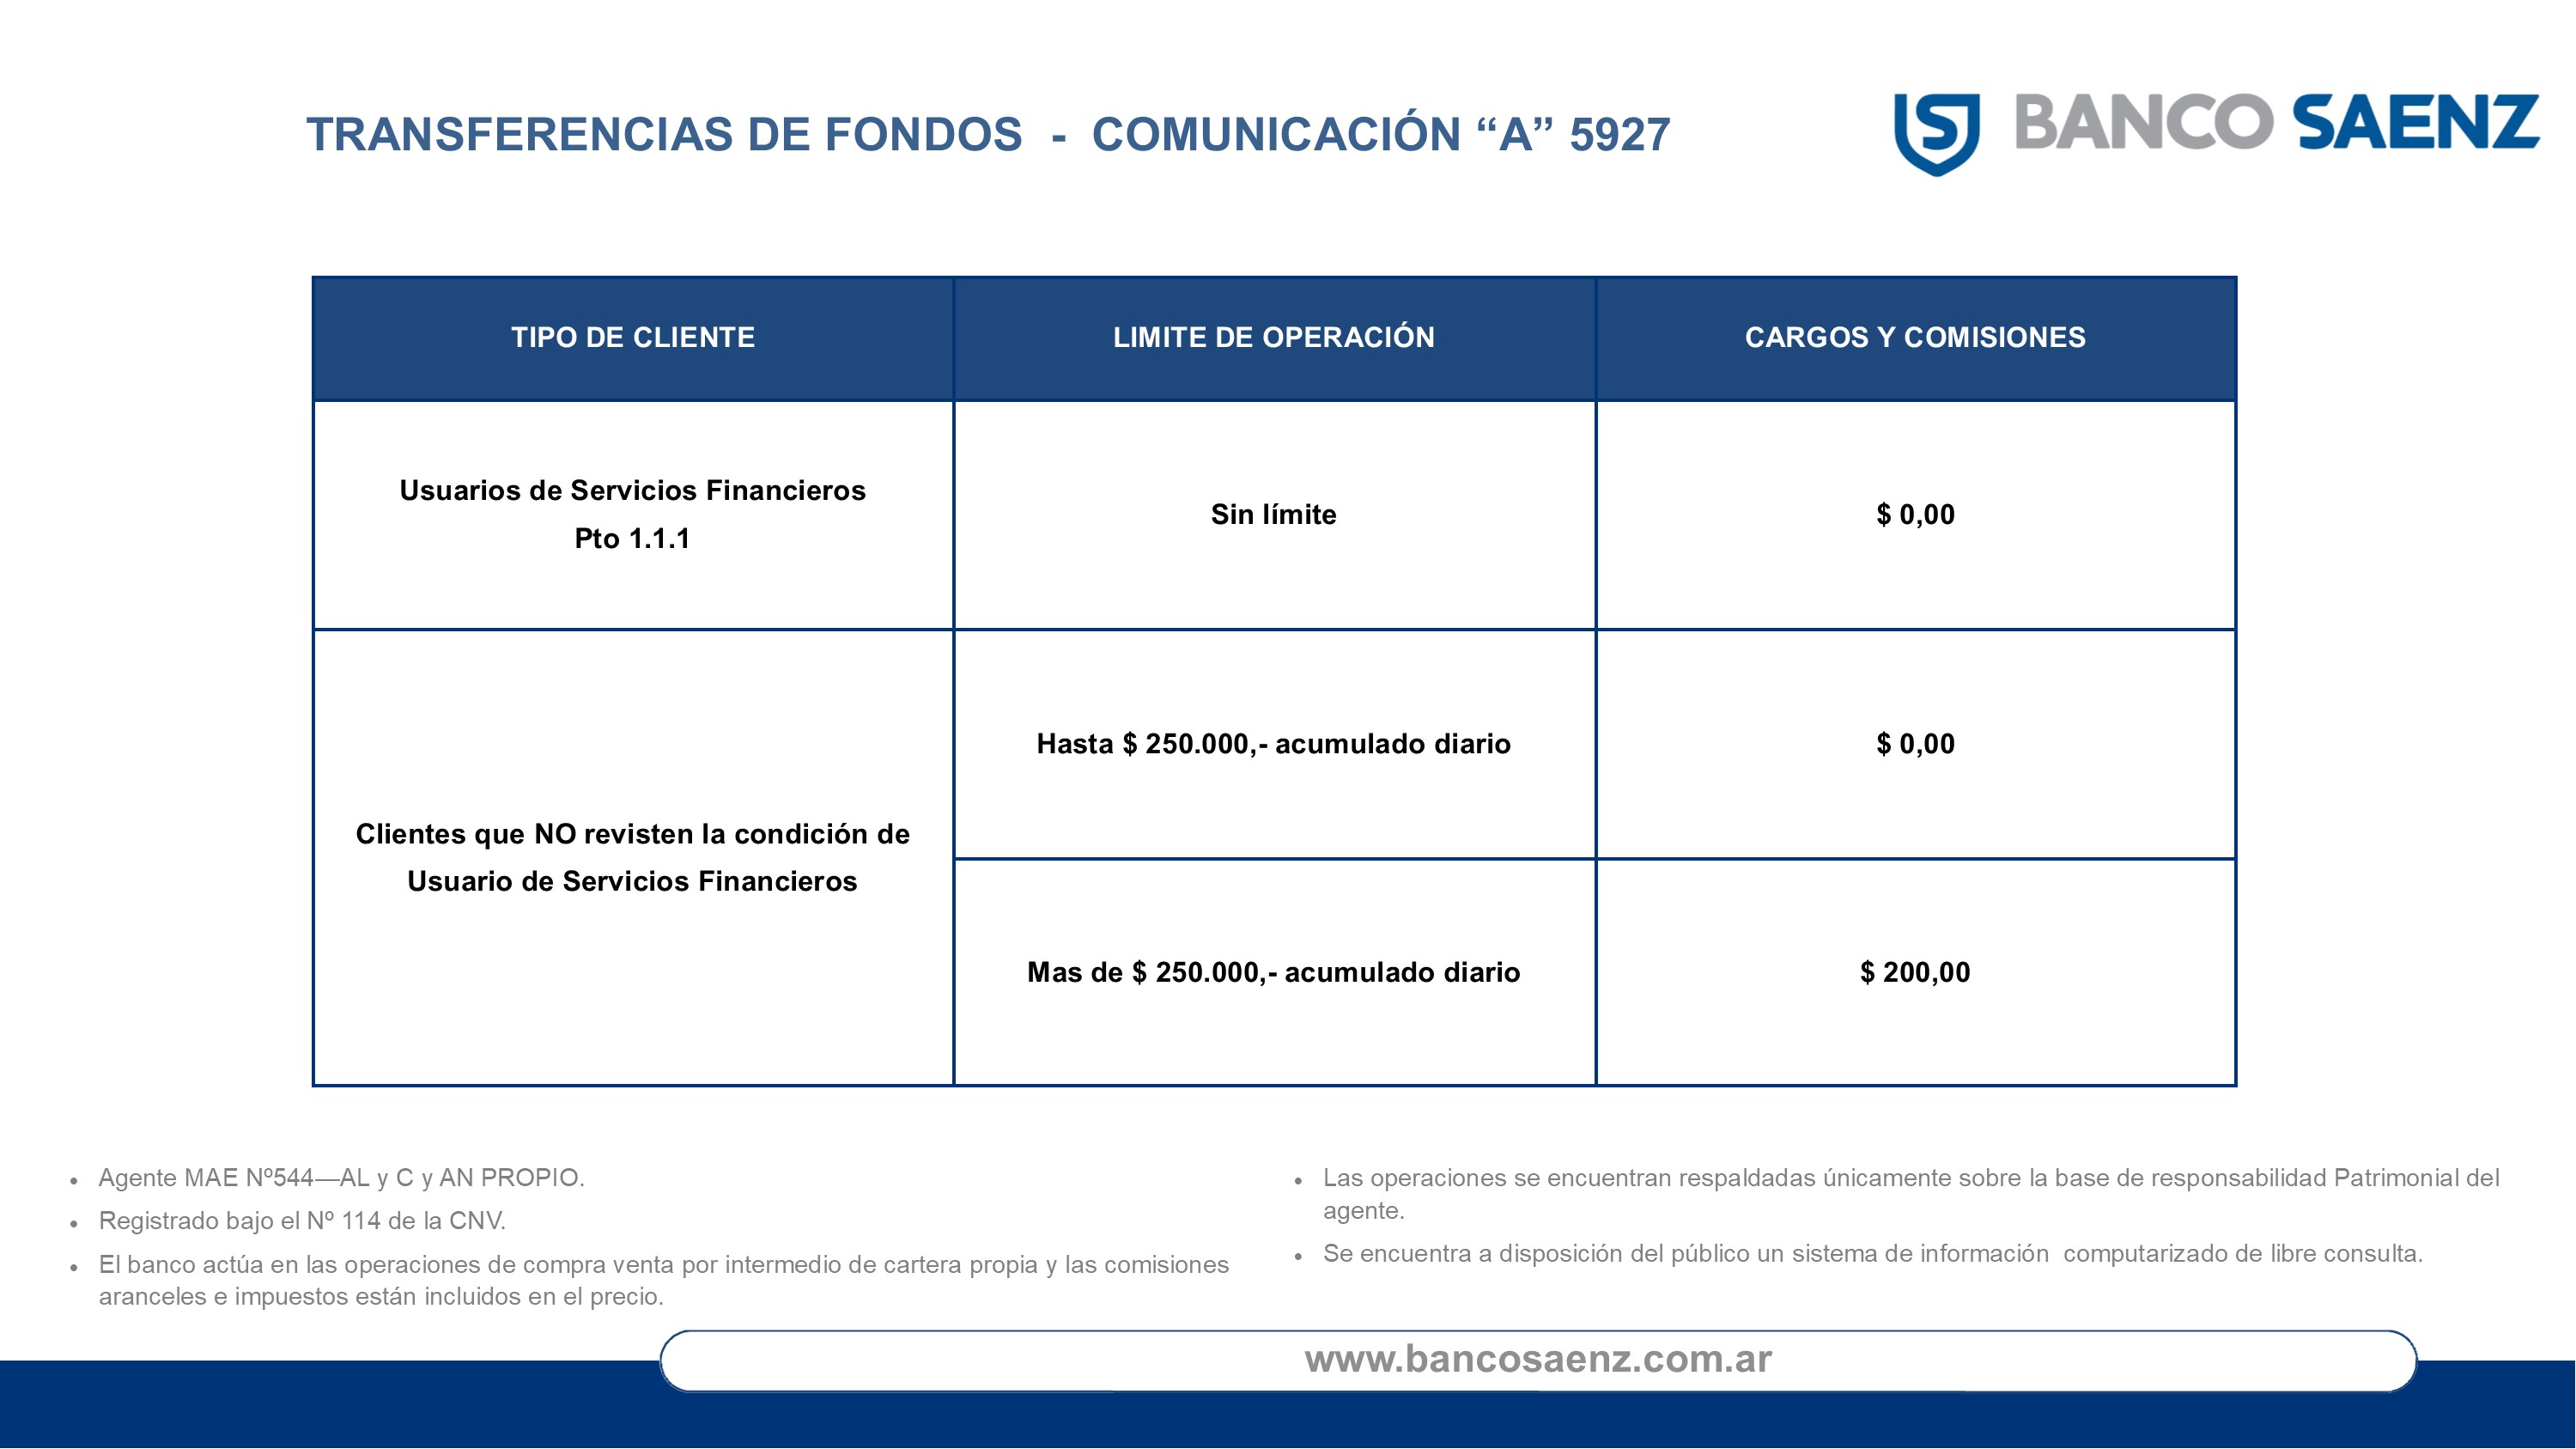 TRANSFERENCIAS DE FONDOS - COMUNICACIÓN “A” 5927
BANCO SAENZ
TIPO DE CLIENTE
LIMITE DE OPERACIÓN
CARGOS Y COMISIONES
Usuarios de Servicios Financieros
Pto 1.1.1
Sin límite
$ 0,00
Clientes que NO revisten la condición de
Usuario de Servicios Financieros
Hasta $ 250.000,- acumulado diario
$ 0,00
Mas de $ 250.000,- acumulado diario
$ 200,00
• Agente MAE Nº544—AL y C y AN PROPIO.
• Registrado bajo el Nº 114 de la CNV.
• El banco actúa en las operaciones de compra venta por intermedio de cartera propia y las comisiones
aranceles e impuestos están incluidos en el precio.
• Las operaciones se encuentran respaldadas únicamente sobre la base de responsabilidad Patrimonial del
agente.
• Se encuentra a disposición del público un sistema de información computarizado de libre consulta.
www.bancosaenz.com.ar